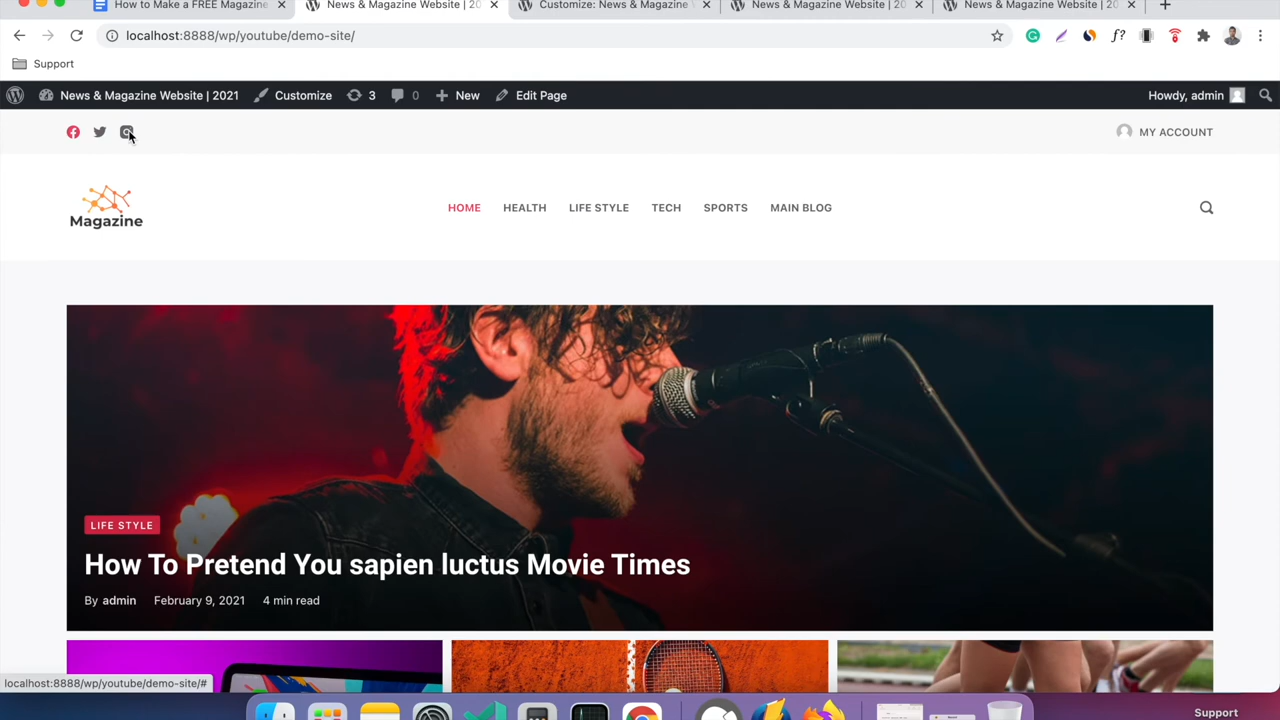 How to Make a FREE Magazine
News & Magazine Website | 20
Customize: News & Magazine
News & Magazine Website | 20
News & Magazine Website | 20
localhost:8888/wp/youtube/demo-site/
f?
Support
News & Magazine Website | 2021
Customize
3
0
New
Edit Page
Howdy, admin
MY ACCOUNT
Magazine
HOME
HEALTH
LIFE STYLE
TECH
SPORTS
MAIN BLOG
LIFE STYLE
How To Pretend You sapien luctus Movie Times
By admin February 9, 2021 4 min read
localhost:8888/wp/youtube/demo-site/#
Support